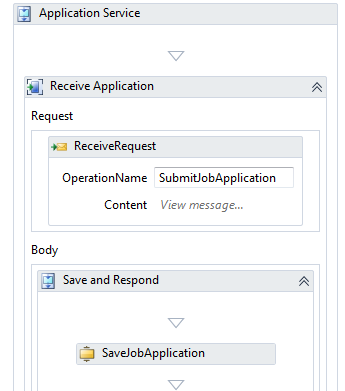 Application Service
Receive Application
Request
ReceiveRequest
OperationName SubmitJobApplication
Content View message...
Body
Save and Respond
SaveJobApplication